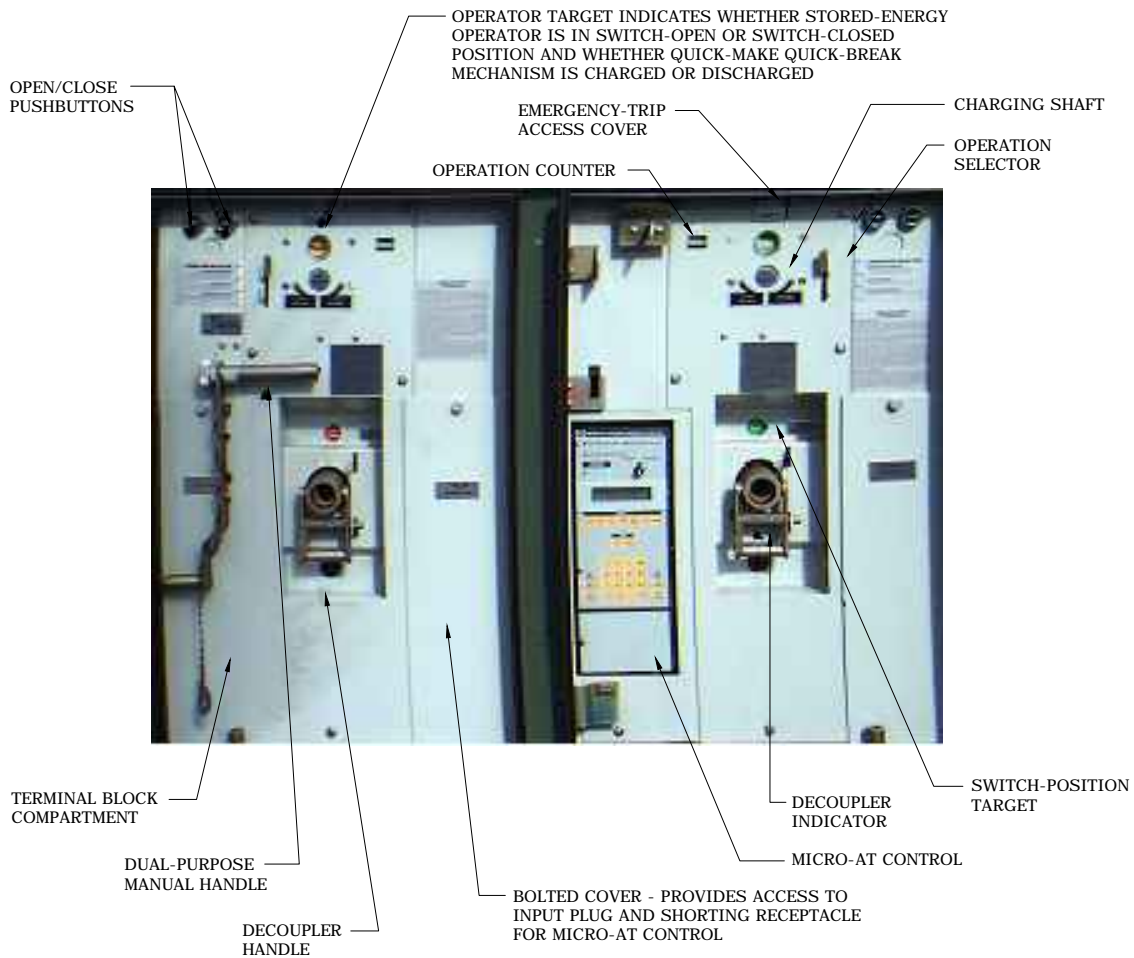 OPERATOR TARGET INDICATES WHETHER STORED-ENERGY
OPERATOR IS IN SWITCH-OPEN OR SWITCH-CLOSED
POSITION AND WHETHER QUICK-MAKE QUICK-BREAK
MECHANISM IS CHARGED OR DISCHARGED
OPEN/CLOSE
PUSHBUTTONS
EMERGENCY-TRIP
ACCESS COVER
CHARGING SHAFT
OPERATION
SELECTOR
OPERATION COUNTER
TERMINAL BLOCK
COMPARTMENT
DUAL-PURPOSE
MANUAL HANDLE
DECOUPLER
HANDLE
BOLTED COVER - PROVIDES ACCESS TO
INPUT PLUG AND SHORTING RECEPTACLE
FOR MICRO-AT CONTROL
MICRO-AT CONTROL
DECOUPLER
INDICATOR
SWITCH-POSITION
TARGET